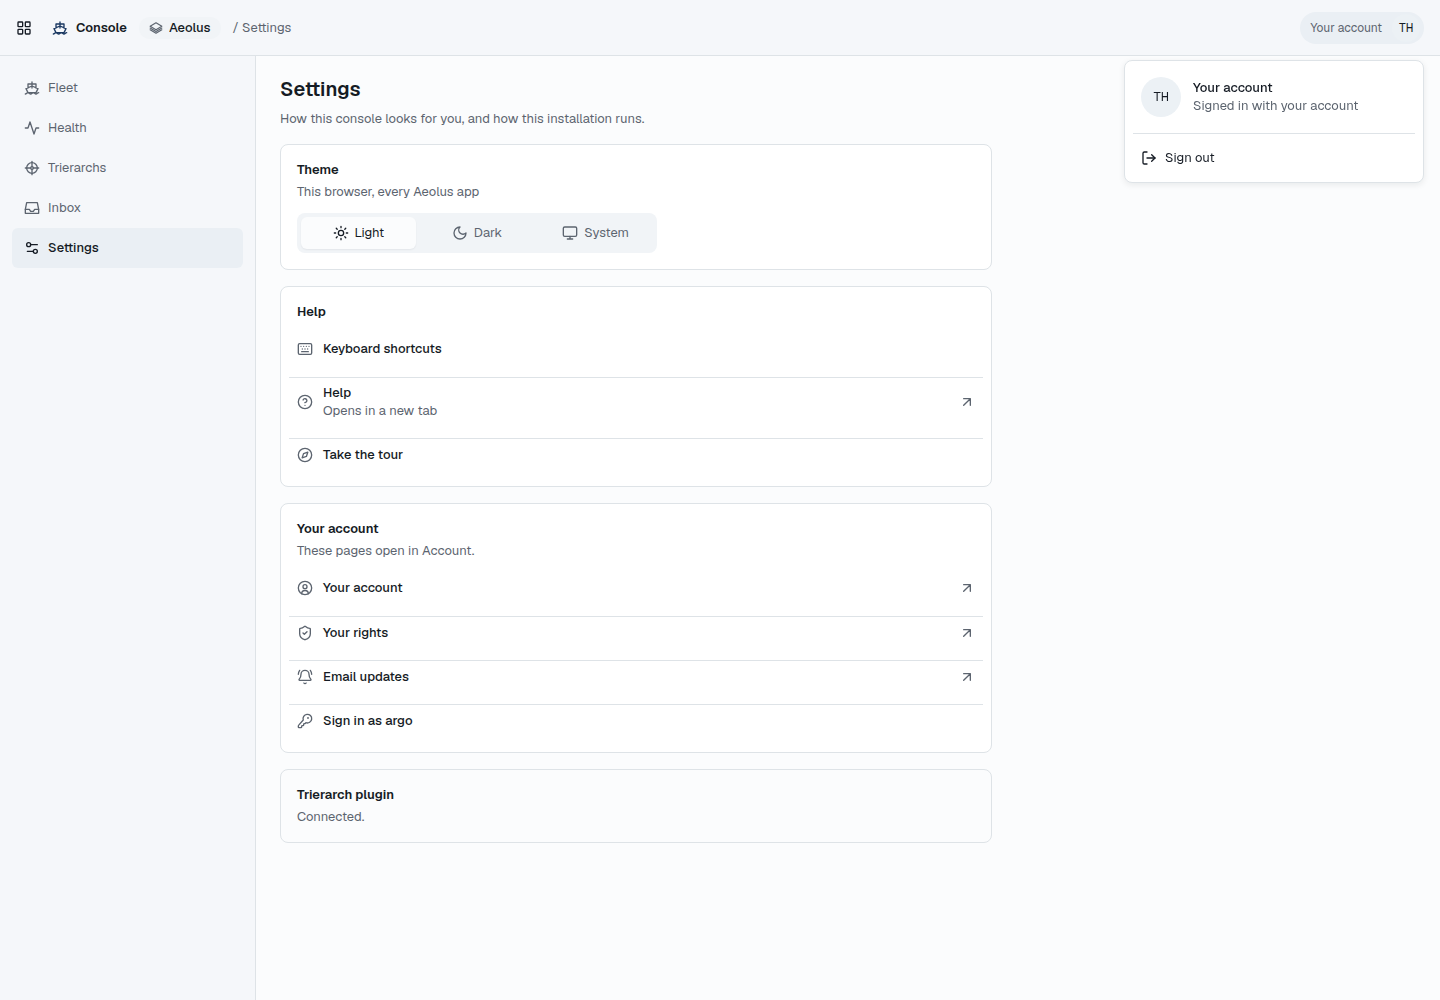 Console
Aeolus
/ Settings
Your account TH
Fleet
Health
Trierarchs
Inbox
Settings
Settings
How this console looks for you, and how this installation runs.
Theme
This browser, every Aeolus app
Light
Dark
System
Help
Keyboard shortcuts
Help
Opens in a new tab
Take the tour
Your account
These pages open in Account.
Your account
Your rights
Email updates
Sign in as argo
Trierarch plugin
Connected.
TH
Your account
Signed in with your account
Sign out